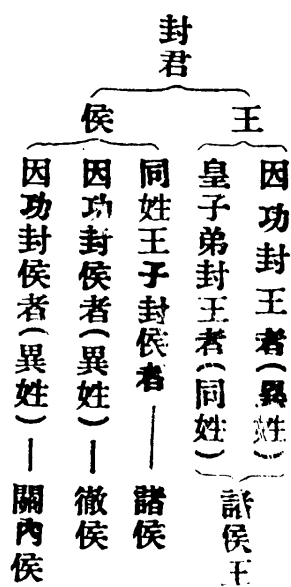 封君
王
侯
因功封王者(異姓)
皇子弟封王者(同姓)
諸侯王
同姓王子封侯者——諸侯
因功封侯者(異姓)——徹侯
因功封侯者(異姓)——關內侯